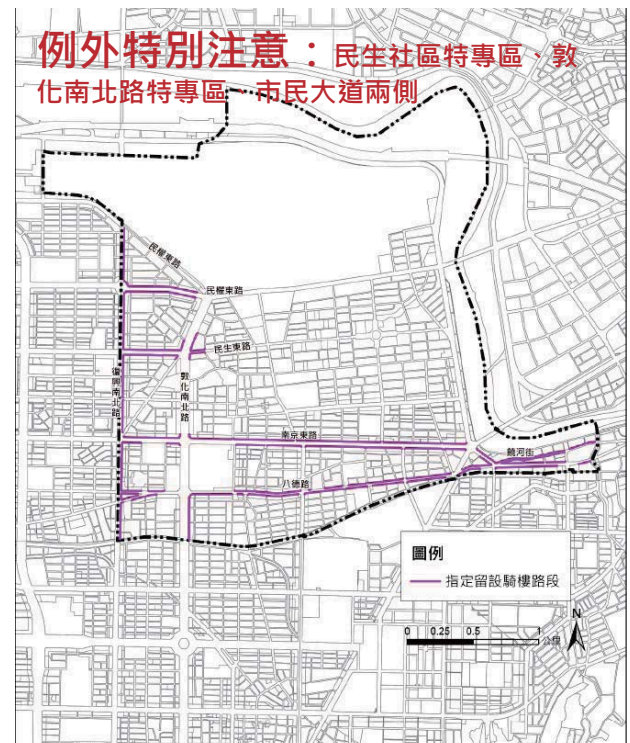 例外特別注意：民生社區特專區、敦
化南北路特專區、市民大道兩側
民權東路
民權東路
民生東路
復興南北路
敦化南北路
南京東路
饒河街
八德路
圖例
指定留設騎樓路段
N
0 0.25 0.5 1
公里